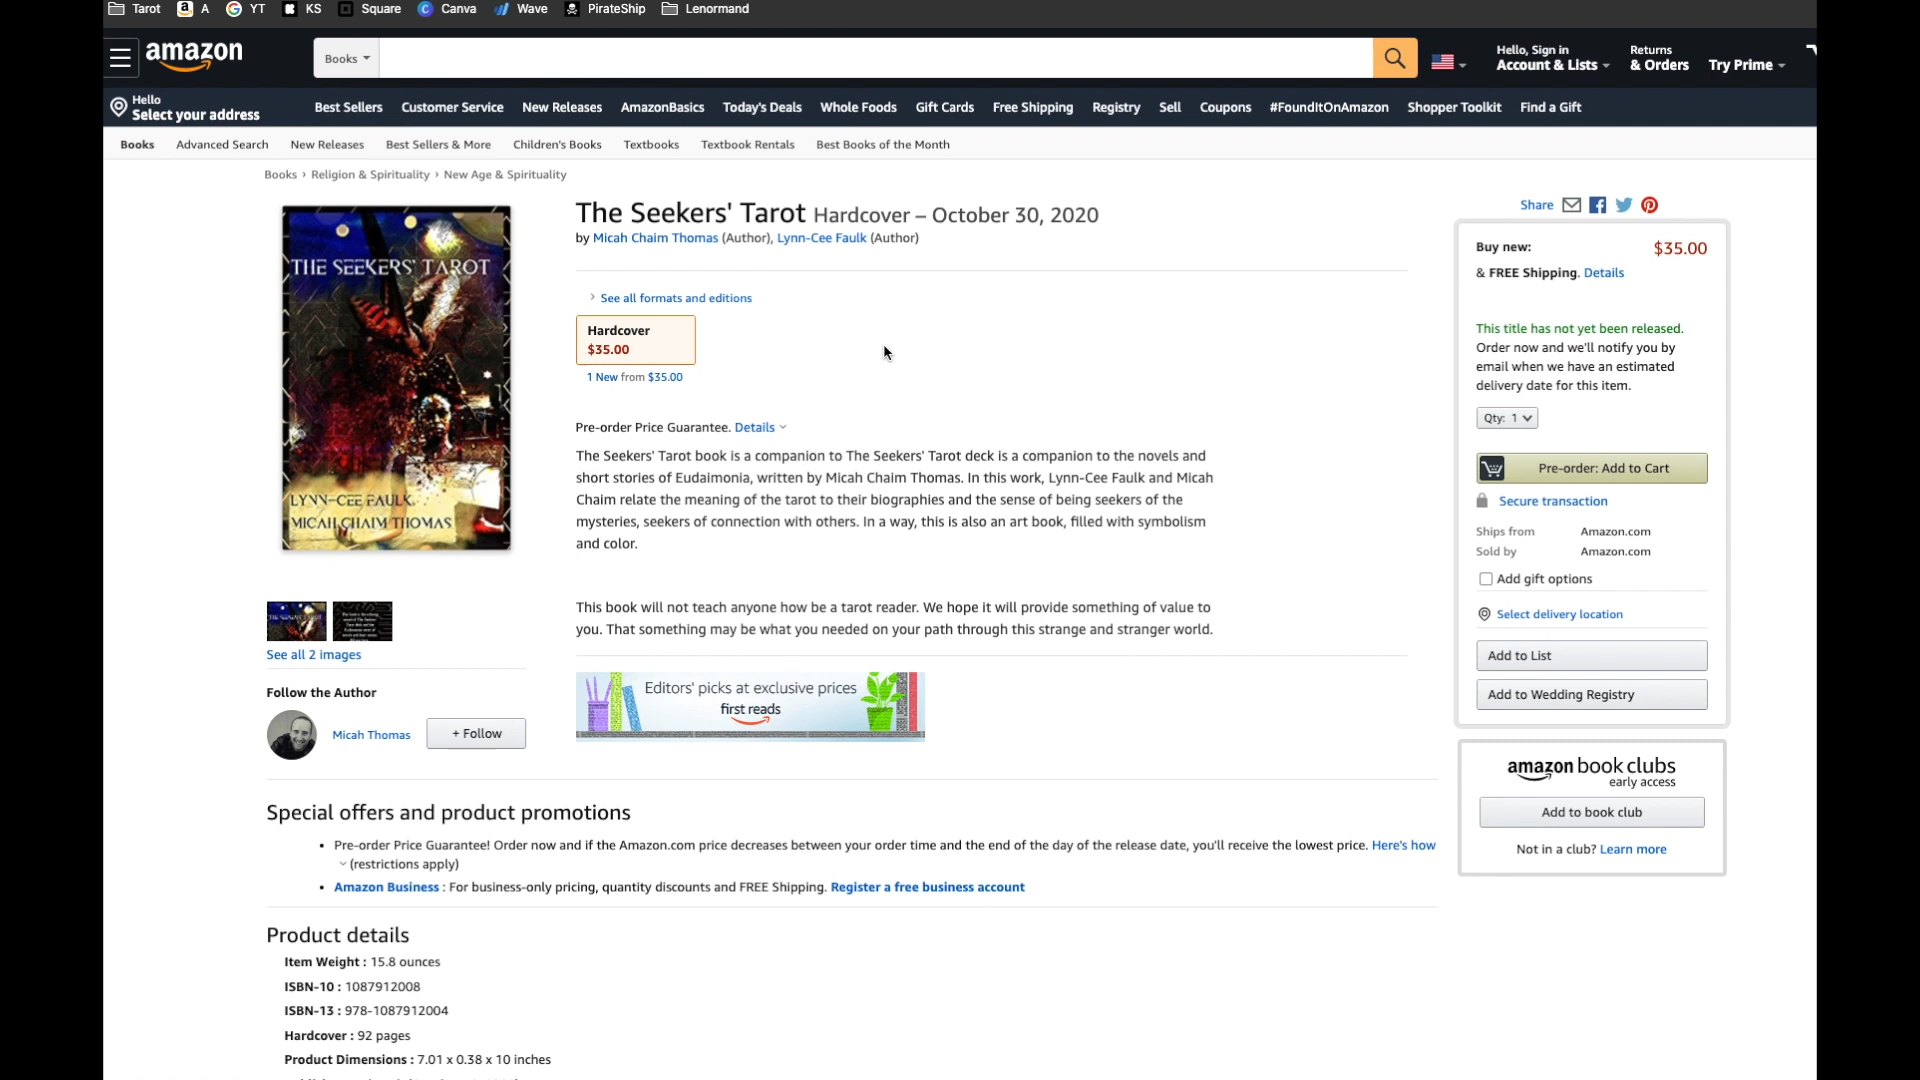 Tarot A YT KS Square Canva Wave PirateShip Lenormand
amazon Books Hello, Sign in Returns
Account & Lists & Orders Try Prime
Hello
Select your address Best Sellers Customer Service New Releases AmazonBasics Today's Deals Whole Foods Gift Cards Free Shipping Registry Sell Coupons #FoundItOnAmazon Shopper Toolkit Find a Gift
Books Advanced Search New Releases Best Sellers & More Children's Books Textbooks Textbook Rentals Best Books of the Month
Books › Religion & Spirituality › New Age & Spirituality
THE SEEKERS' TAROT
LYNN-CEE FAULK
MICAH CHAIM THOMAS
See all 2 images
Follow the Author
Micah Thomas + Follow
The Seekers' Tarot Hardcover – October 30, 2020
by Micah Chaim Thomas (Author), Lynn-Cee Faulk (Author)
› See all formats and editions
Hardcover
$35.00
1 New from $35.00
Pre-order Price Guarantee. Details
The Seekers' Tarot book is a companion to The Seekers' Tarot deck is a companion to the novels and
short stories of Eudaimonia, written by Micah Chaim Thomas. In this work, Lynn-Cee Faulk and Micah
Chaim relate the meaning of the tarot to their biographies and the sense of being seekers of the
mysteries, seekers of connection with others. In a way, this is also an art book, filled with symbolism
and color.
This book will not teach anyone how be a tarot reader. We hope it will provide something of value to
you. That something may be what you needed on your path through this strange and stranger world.
Editors' picks at exclusive prices
first reads
Share
Buy new: $35.00
& FREE Shipping. Details
This title has not yet been released.
Order now and we'll notify you by
email when we have an estimated
delivery date for this item.
Qty: 1
Pre-order: Add to Cart
Secure transaction
Ships from Amazon.com
Sold by Amazon.com
Add gift options
Select delivery location
Add to List
Add to Wedding Registry
amazon book clubs
early access
Add to book club
Not in a club? Learn more
Special offers and product promotions
• Pre-order Price Guarantee! Order now and if the Amazon.com price decreases between your order time and the end of the day of the release date, you'll receive the lowest price. Here's how
(restrictions apply)
• Amazon Business : For business-only pricing, quantity discounts and FREE Shipping. Register a free business account
Product details
Item Weight : 15.8 ounces
ISBN-10 : 1087912008
ISBN-13 : 978-1087912004
Hardcover : 92 pages
Product Dimensions : 7.01 x 0.38 x 10 inches